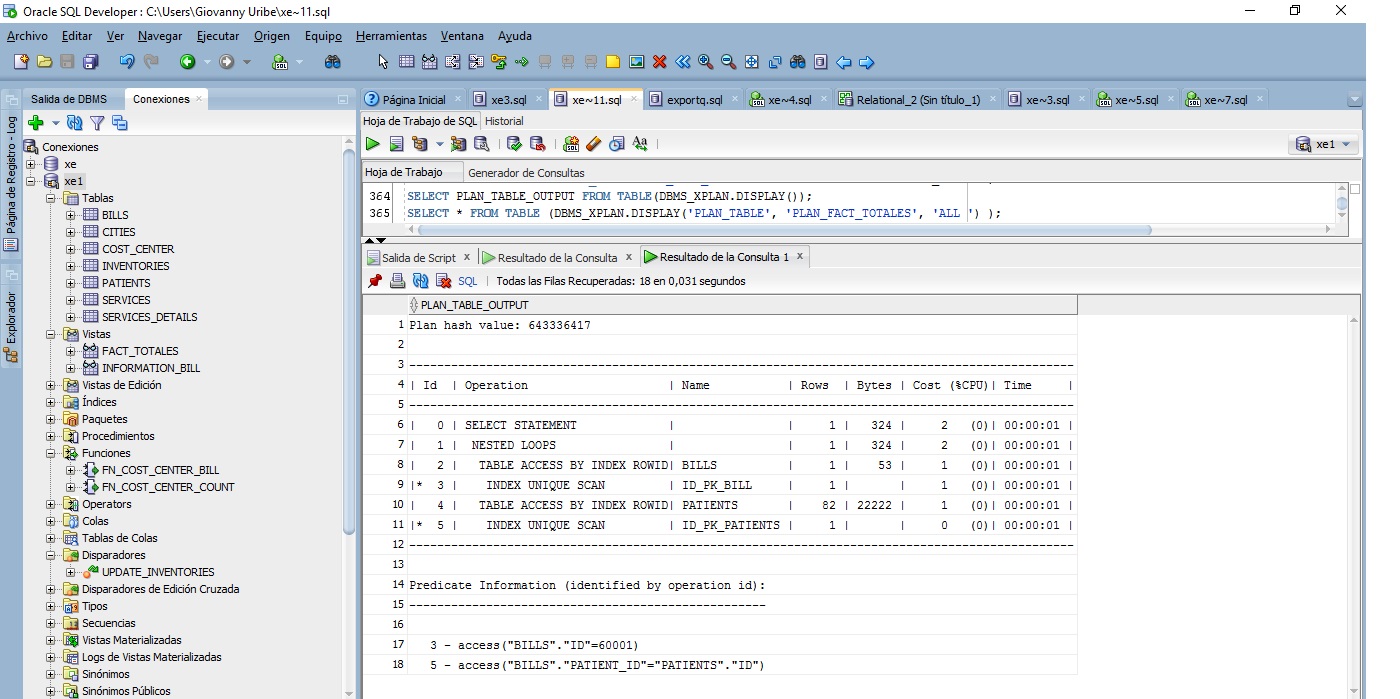 Oracle SQL Developer : C:\Users\Giovanny Uribe\xe~11.sql
Archivo Editar Ver Navegar Ejecutar Origen Equipo Herramientas Ventana Ayuda
Salida de DBMS
Conexiones
Página de Registro - Log
Explorador
Conexiones
xe
xe1
Tablas
BILLS
CITIES
COST_CENTER
INVENTORIES
PATIENTS
SERVICES
SERVICES_DETAILS
Vistas
FACT_TOTALES
INFORMATION_BILL
Vistas de Edición
Índices
Paquetes
Procedimientos
Funciones
FN_COST_CENTER_BILL
FN_COST_CENTER_COUNT
Operators
Colas
Tablas de Colas
Disparadores
UPDATE_INVENTORIES
Disparadores de Edición Cruzada
Tipos
Secuencias
Vistas Materializadas
Logs de Vistas Materializadas
Sinónimos
Sinónimos Públicos
Página Inicial xe3.sql xe~11.sql exportq.sql xe~4.sql Relational_2 (Sin título_1) xe~3.sql xe~5.sql xe~7.sql
Hoja de Trabajo de SQL Historial
xe1
Hoja de Trabajo Generador de Consultas
364 SELECT PLAN_TABLE_OUTPUT FROM TABLE(DBMS_XPLAN.DISPLAY());
365 SELECT * FROM TABLE (DBMS_XPLAN.DISPLAY('PLAN_TABLE', 'PLAN_FACT_TOTALES', 'ALL ') );
Salida de Script Resultado de la Consulta Resultado de la Consulta 1
SQL | Todas las Filas Recuperadas: 18 en 0,031 segundos
PLAN_TABLE_OUTPUT
1 Plan hash value: 643336417
2
3 ---------------------------------------------------------------------------------------------
4 | Id | Operation | Name | Rows | Bytes | Cost (%CPU)| Time |
5 ---------------------------------------------------------------------------------------------
6 | 0 | SELECT STATEMENT | | 1 | 324 | 2 (0)| 00:00:01 |
7 | 1 | NESTED LOOPS | | 1 | 324 | 2 (0)| 00:00:01 |
8 | 2 | TABLE ACCESS BY INDEX ROWID| BILLS | 1 | 53 | 1 (0)| 00:00:01 |
9 |* 3 | INDEX UNIQUE SCAN | ID_PK_BILL | 1 | | 1 (0)| 00:00:01 |
10 | 4 | TABLE ACCESS BY INDEX ROWID| PATIENTS | 82 | 22222 | 1 (0)| 00:00:01 |
11 |* 5 | INDEX UNIQUE SCAN | ID_PK_PATIENTS | 1 | | 0 (0)| 00:00:01 |
12 ---------------------------------------------------------------------------------------------
13
14 Predicate Information (identified by operation id):
15 ---------------------------------------------------
16
17 3 - access("BILLS"."ID"=60001)
18 5 - access("BILLS"."PATIENT_ID"="PATIENTS"."ID")